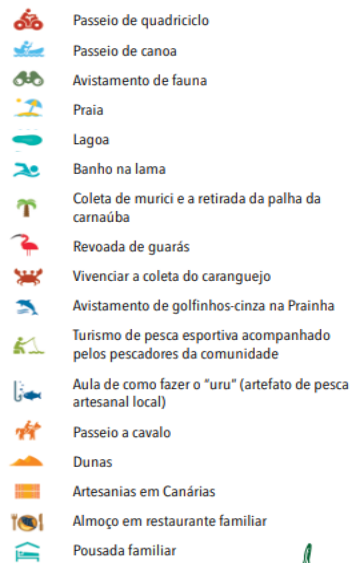 Passeio de quadriciclo
Passeio de canoa
Avistamento de fauna
Praia
Lagoa
Banho na lama
Coleta de murici e a retirada da palha da
carnaúba
Revoada de guarás
Vivenciar a coleta do caranguejo
Avistamento de golfinhos-cinza na Prainha
Turismo de pesca esportiva acompanhado
pelos pescadores da comunidade
Aula de como fazer o “uru” (artefato de pesca
artesanal local)
Passeio a cavalo
Dunas
Artesanias em Canárias
Almoço em restaurante familiar
Pousada familiar